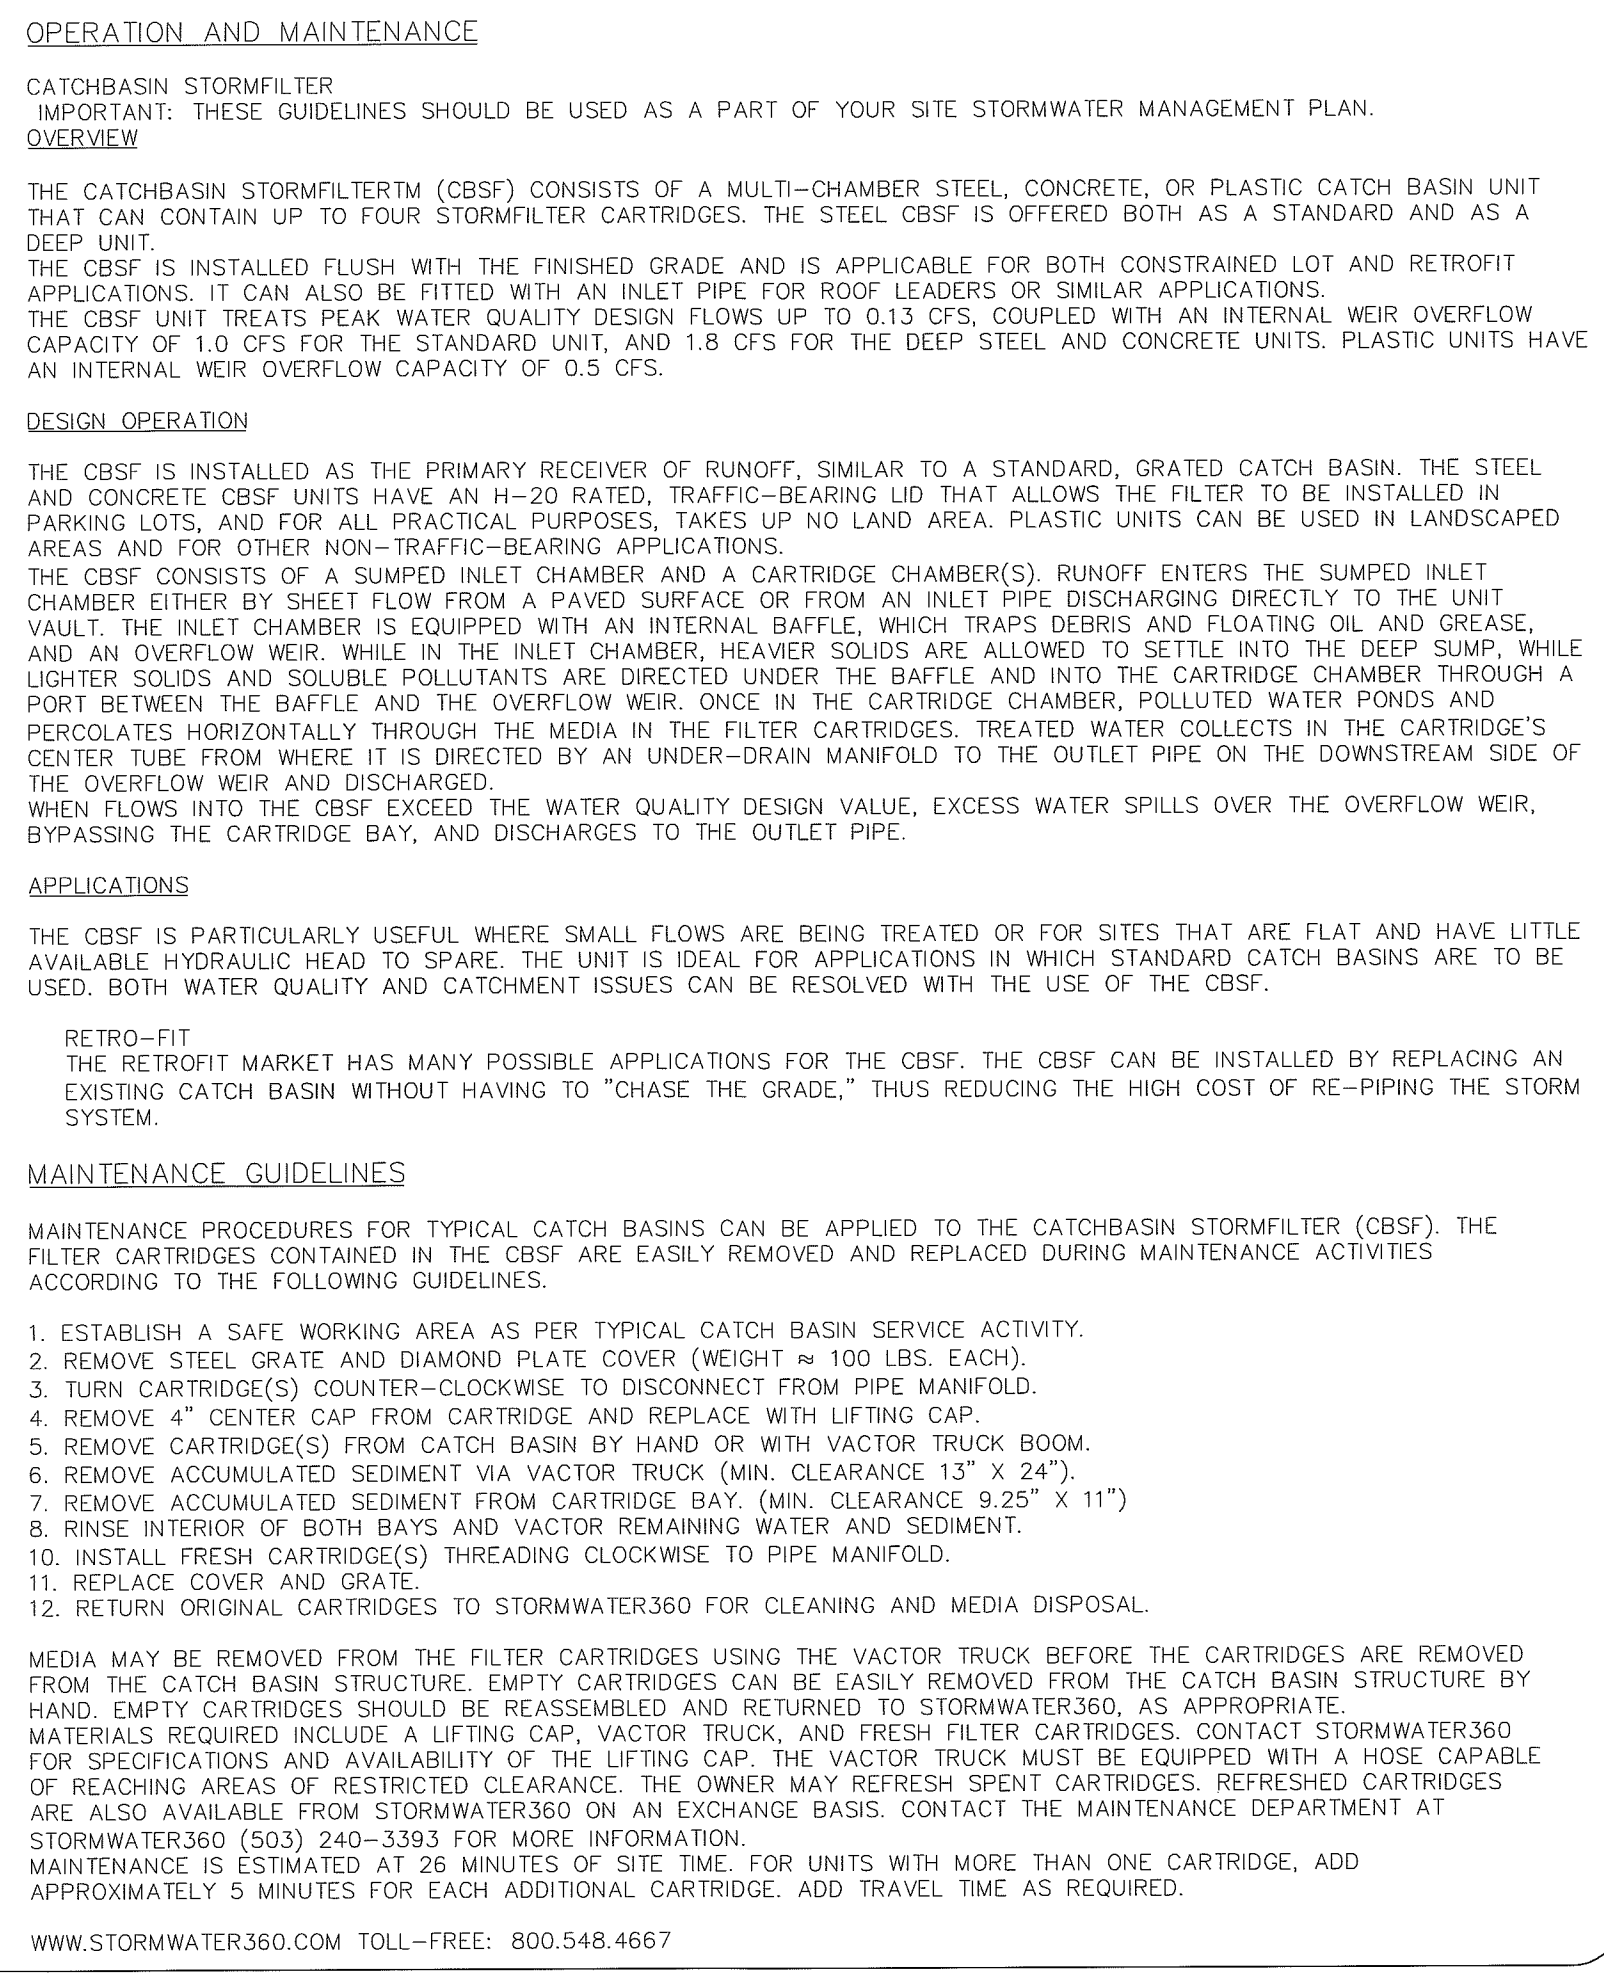 OPERATION AND MAINTENANCE
CATCHBASIN STORMFILTER
IMPORTANT: THESE GUIDELINES SHOULD BE USED AS A PART OF YOUR SITE STORMWATER MANAGEMENT PLAN.
OVERVIEW
THE CATCHBASIN STORMFILTERTM (CBSF) CONSISTS OF A MULTI-CHAMBER STEEL, CONCRETE, OR PLASTIC CATCH BASIN UNIT
THAT CAN CONTAIN UP TO FOUR STORMFILTER CARTRIDGES. THE STEEL CBSF IS OFFERED BOTH AS A STANDARD AND AS A
DEEP UNIT.
THE CBSF IS INSTALLED FLUSH WITH THE FINISHED GRADE AND IS APPLICABLE FOR BOTH CONSTRAINED LOT AND RETROFIT
APPLICATIONS. IT CAN ALSO BE FITTED WITH AN INLET PIPE FOR ROOF LEADERS OR SIMILAR APPLICATIONS.
THE CBSF UNIT TREATS PEAK WATER QUALITY DESIGN FLOWS UP TO 0.13 CFS, COUPLED WITH AN INTERNAL WEIR OVERFLOW
CAPACITY OF 1.0 CFS FOR THE STANDARD UNIT, AND 1.8 CFS FOR THE DEEP STEEL AND CONCRETE UNITS. PLASTIC UNITS HAVE
AN INTERNAL WEIR OVERFLOW CAPACITY OF 0.5 CFS.
DESIGN OPERATION
THE CBSF IS INSTALLED AS THE PRIMARY RECEIVER OF RUNOFF, SIMILAR TO A STANDARD, GRATED CATCH BASIN. THE STEEL
AND CONCRETE CBSF UNITS HAVE AN H-20 RATED, TRAFFIC-BEARING LID THAT ALLOWS THE FILTER TO BE INSTALLED IN
PARKING LOTS, AND FOR ALL PRACTICAL PURPOSES, TAKES UP NO LAND AREA. PLASTIC UNITS CAN BE USED IN LANDSCAPED
AREAS AND FOR OTHER NON-TRAFFIC-BEARING APPLICATIONS.
THE CBSF CONSISTS OF A SUMPED INLET CHAMBER AND A CARTRIDGE CHAMBER(S). RUNOFF ENTERS THE SUMPED INLET
CHAMBER EITHER BY SHEET FLOW FROM A PAVED SURFACE OR FROM AN INLET PIPE DISCHARGING DIRECTLY TO THE UNIT
VAULT. THE INLET CHAMBER IS EQUIPPED WITH AN INTERNAL BAFFLE, WHICH TRAPS DEBRIS AND FLOATING OIL AND GREASE,
AND AN OVERFLOW WEIR. WHILE IN THE INLET CHAMBER, HEAVIER SOLIDS ARE ALLOWED TO SETTLE INTO THE DEEP SUMP, WHILE
LIGHTER SOLIDS AND SOLUBLE POLLUTANTS ARE DIRECTED UNDER THE BAFFLE AND INTO THE CARTRIDGE CHAMBER THROUGH A
PORT BETWEEN THE BAFFLE AND THE OVERFLOW WEIR. ONCE IN THE CARTRIDGE CHAMBER, POLLUTED WATER PONDS AND
PERCOLATES HORIZONTALLY THROUGH THE MEDIA IN THE FILTER CARTRIDGES. TREATED WATER COLLECTS IN THE CARTRIDGE'S
CENTER TUBE FROM WHERE IT IS DIRECTED BY AN UNDER-DRAIN MANIFOLD TO THE OUTLET PIPE ON THE DOWNSTREAM SIDE OF
THE OVERFLOW WEIR AND DISCHARGED.
WHEN FLOWS INTO THE CBSF EXCEED THE WATER QUALITY DESIGN VALUE, EXCESS WATER SPILLS OVER THE OVERFLOW WEIR,
BYPASSING THE CARTRIDGE BAY, AND DISCHARGES TO THE OUTLET PIPE.
APPLICATIONS
THE CBSF IS PARTICULARLY USEFUL WHERE SMALL FLOWS ARE BEING TREATED OR FOR SITES THAT ARE FLAT AND HAVE LITTLE
AVAILABLE HYDRAULIC HEAD TO SPARE. THE UNIT IS IDEAL FOR APPLICATIONS IN WHICH STANDARD CATCH BASINS ARE TO BE
USED. BOTH WATER QUALITY AND CATCHMENT ISSUES CAN BE RESOLVED WITH THE USE OF THE CBSF.
RETRO-FIT
THE RETROFIT MARKET HAS MANY POSSIBLE APPLICATIONS FOR THE CBSF. THE CBSF CAN BE INSTALLED BY REPLACING AN
EXISTING CATCH BASIN WITHOUT HAVING TO "CHASE THE GRADE," THUS REDUCING THE HIGH COST OF RE-PIPING THE STORM
SYSTEM.
MAINTENANCE GUIDELINES
MAINTENANCE PROCEDURES FOR TYPICAL CATCH BASINS CAN BE APPLIED TO THE CATCHBASIN STORMFILTER (CBSF). THE
FILTER CARTRIDGES CONTAINED IN THE CBSF ARE EASILY REMOVED AND REPLACED DURING MAINTENANCE ACTIVITIES
ACCORDING TO THE FOLLOWING GUIDELINES.
1. ESTABLISH A SAFE WORKING AREA AS PER TYPICAL CATCH BASIN SERVICE ACTIVITY.
2. REMOVE STEEL GRATE AND DIAMOND PLATE COVER (WEIGHT ≈ 100 LBS. EACH).
3. TURN CARTRIDGE(S) COUNTER-CLOCKWISE TO DISCONNECT FROM PIPE MANIFOLD.
4. REMOVE 4" CENTER CAP FROM CARTRIDGE AND REPLACE WITH LIFTING CAP.
5. REMOVE CARTRIDGE(S) FROM CATCH BASIN BY HAND OR WITH VACTOR TRUCK BOOM.
6. REMOVE ACCUMULATED SEDIMENT VIA VACTOR TRUCK (MIN. CLEARANCE 13" X 24").
7. REMOVE ACCUMULATED SEDIMENT FROM CARTRIDGE BAY. (MIN. CLEARANCE 9.25" X 11")
8. RINSE INTERIOR OF BOTH BAYS AND VACTOR REMAINING WATER AND SEDIMENT.
10. INSTALL FRESH CARTRIDGE(S) THREADING CLOCKWISE TO PIPE MANIFOLD.
11. REPLACE COVER AND GRATE.
12. RETURN ORIGINAL CARTRIDGES TO STORMWATER360 FOR CLEANING AND MEDIA DISPOSAL.
MEDIA MAY BE REMOVED FROM THE FILTER CARTRIDGES USING THE VACTOR TRUCK BEFORE THE CARTRIDGES ARE REMOVED
FROM THE CATCH BASIN STRUCTURE. EMPTY CARTRIDGES CAN BE EASILY REMOVED FROM THE CATCH BASIN STRUCTURE BY
HAND. EMPTY CARTRIDGES SHOULD BE REASSEMBLED AND RETURNED TO STORMWATER360, AS APPROPRIATE.
MATERIALS REQUIRED INCLUDE A LIFTING CAP, VACTOR TRUCK, AND FRESH FILTER CARTRIDGES. CONTACT STORMWATER360
FOR SPECIFICATIONS AND AVAILABILITY OF THE LIFTING CAP. THE VACTOR TRUCK MUST BE EQUIPPED WITH A HOSE CAPABLE
OF REACHING AREAS OF RESTRICTED CLEARANCE. THE OWNER MAY REFRESH SPENT CARTRIDGES. REFRESHED CARTRIDGES
ARE ALSO AVAILABLE FROM STORMWATER360 ON AN EXCHANGE BASIS. CONTACT THE MAINTENANCE DEPARTMENT AT
STORMWATER360 (503) 240-3393 FOR MORE INFORMATION.
MAINTENANCE IS ESTIMATED AT 26 MINUTES OF SITE TIME. FOR UNITS WITH MORE THAN ONE CARTRIDGE, ADD
APPROXIMATELY 5 MINUTES FOR EACH ADDITIONAL CARTRIDGE. ADD TRAVEL TIME AS REQUIRED.
WWW.STORMWATER360.COM TOLL-FREE: 800.548.4667